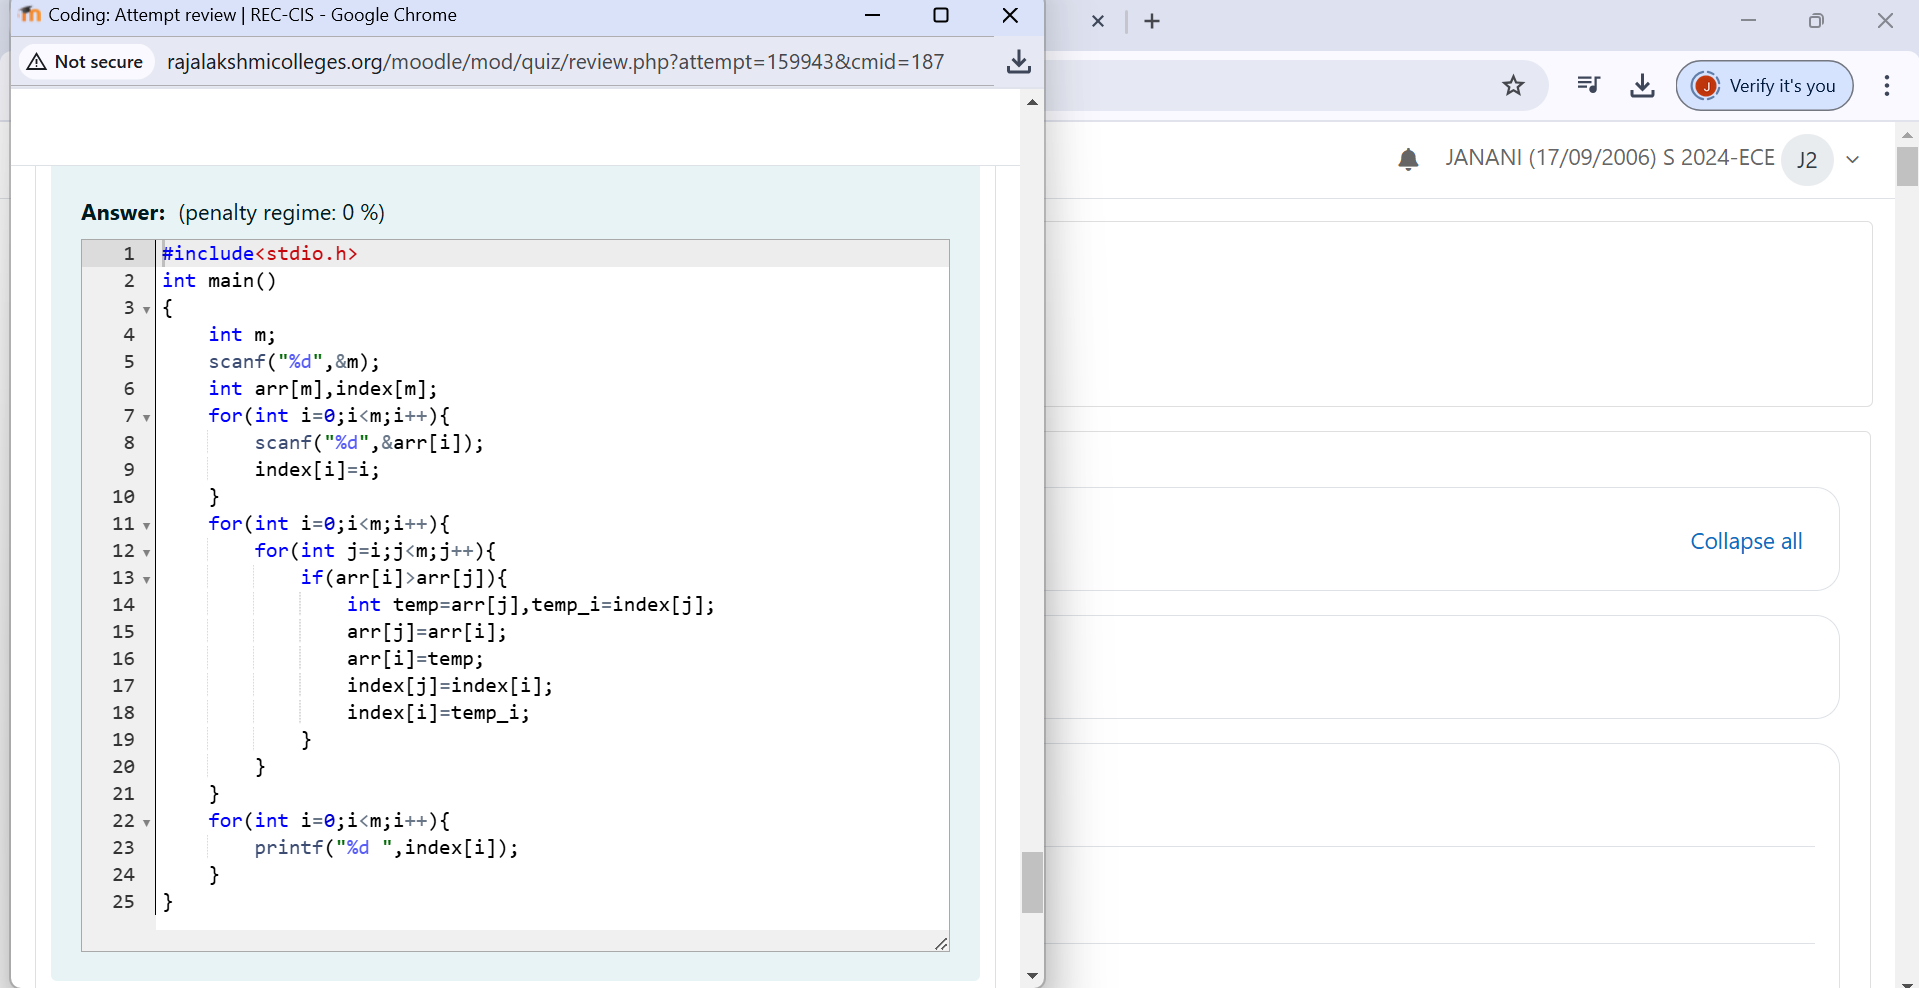 Coding: Attempt review | REC-CIS - Google Chrome
Not secure rajalakshmicolleges.org/moodle/mod/quiz/review.php?attempt=159943&cmid=187
Verify it's you
JANANI (17/09/2006) S 2024-ECE J2
Collapse all
Answer: (penalty regime: 0 %)
1 #include<stdio.h>
2 int main()
3 {
4     int m;
5     scanf("%d",&m);
6     int arr[m],index[m];
7     for(int i=0;i<m;i++){
8         scanf("%d",&arr[i]);
9         index[i]=i;
10     }
11     for(int i=0;i<m;i++){
12         for(int j=i;j<m;j++){
13             if(arr[i]>arr[j]){
14                 int temp=arr[j],temp_i=index[j];
15                 arr[j]=arr[i];
16                 arr[i]=temp;
17                 index[j]=index[i];
18                 index[i]=temp_i;
19             }
20         }
21     }
22     for(int i=0;i<m;i++){
23         printf("%d ",index[i]);
24     }
25 }